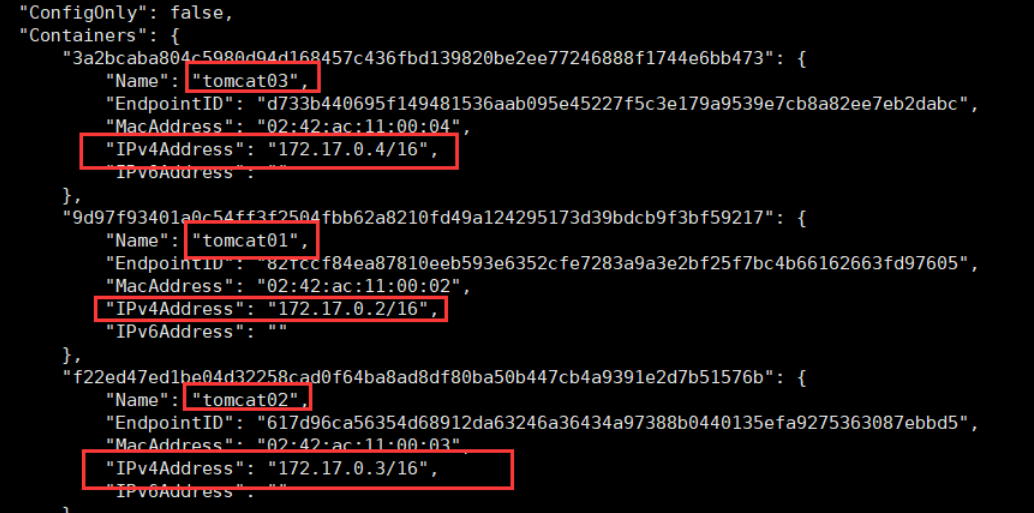 "ConfigOnly": false,
"Containers": {
"3a2bcaba804c5980d94d168457c436fbd139820be2ee77246888f1744e6bb473": {
"Name": "tomcat03",
"EndpointID": "d733b440695f149481536aab095e45227f5c3e179a9539e7cb8a82ee7eb2dabc",
"MacAddress": "02:42:ac:11:00:04",
"IPv4Address": "172.17.0.4/16",
"IPv6Address": ""
},
"9d97f93401a0c54ff3f2504fbb62a8210fd49a124295173d39bdcb9f3bf59217": {
"Name": "tomcat01",
"EndpointID": "82fccf84ea87810eeb593e6352cfe7283a9a3e2bf25f7bc4b66162663fd97605",
"MacAddress": "02:42:ac:11:00:02",
"IPv4Address": "172.17.0.2/16",
"IPv6Address": ""
},
"f22ed47ed1be04d32258cad0f64ba8ad8df80ba50b447cb4a9391e2d7b51576b": {
"Name": "tomcat02",
"EndpointID": "617d96ca56354d68912da63246a36434a97388b0440135efa9275363087ebbd5",
"MacAddress": "02:42:ac:11:00:03",
"IPv4Address": "172.17.0.3/16",
"IPv6Address": ""
}